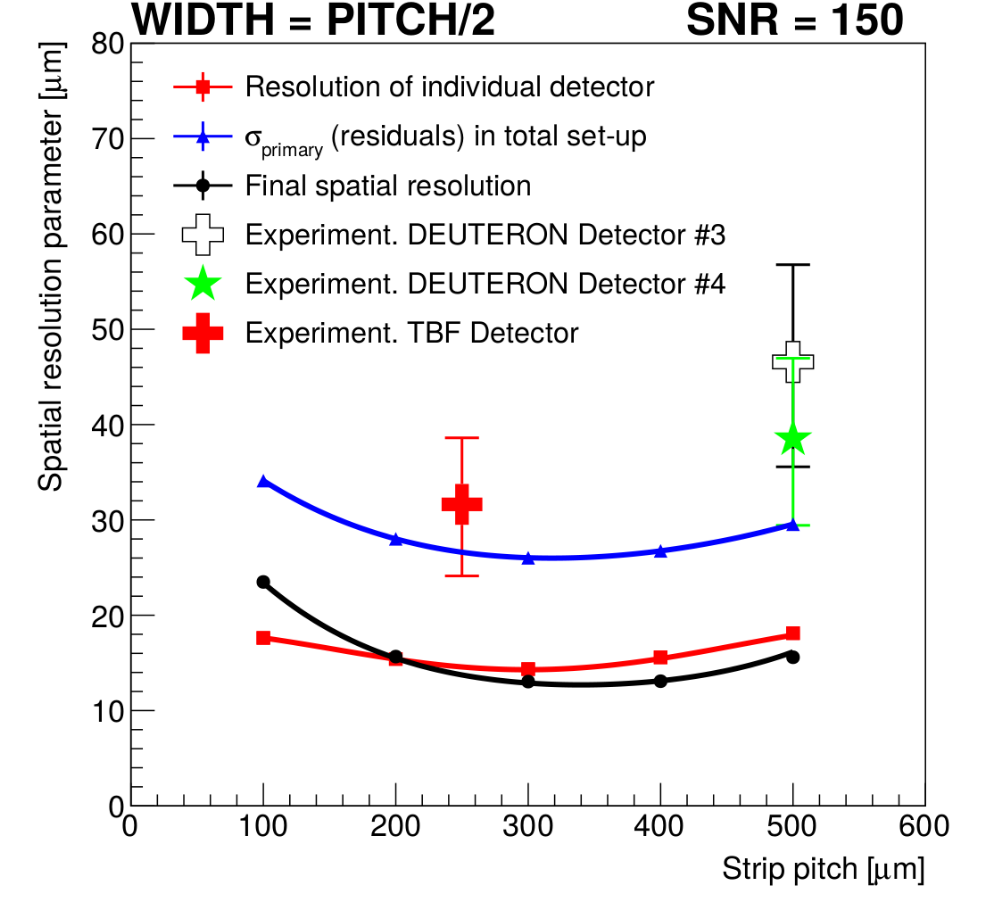 WIDTH = PITCH/2 SNR = 150
Spatial resolution parameter [μm]
80
70
60
50
40
30
20
10
0
Resolution of individual detector
σprimary (residuals) in total set-up
Final spatial resolution
Experiment. DEUTERON Detector #3
Experiment. DEUTERON Detector #4
Experiment. TBF Detector
0 100 200 300 400 500 600
Strip pitch [μm]